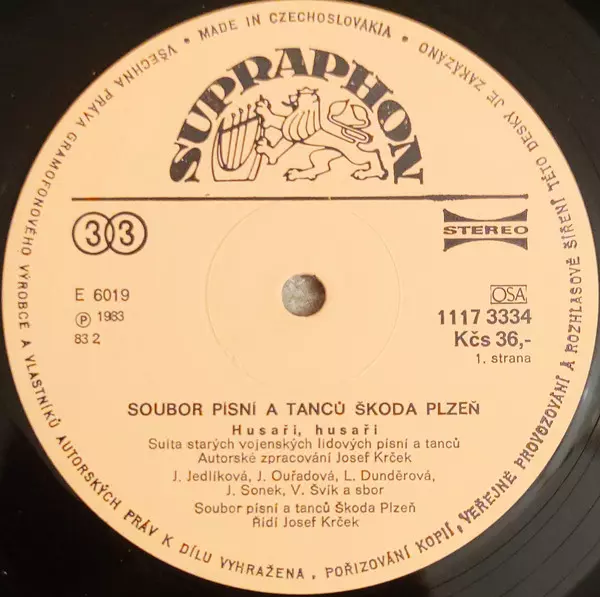 VŠECHNA PRÁVA GRAMOFONOVÉHO VÝROBCE A VLASTNÍKŮ AUTORSKÝCH PRÁV K DÍLU VYHRAŽENA, POŘIZOVÁNÍ KOPIÍ, VEŘEJNÉ PROVOZOVÁNÍ A ROZHLASOVÉ ŠÍŘENÍ TÉTO DESKY JE ZAKÁZÁNO • MADE IN CZECHOSLOVAKIA •
SUPRAPHON
33
STEREO
E 6019
℗ 1983
83 2
OSA
1117 3334
Kčs 36,-
1. strana
SOUBOR PÍSNÍ A TANCŮ ŠKODA PLZEŇ
Husaři, husaři
Suita starých vojenských lidových písní a tanců
Autorské zpracování Josef Krček
J. Jedlíková, J. Ouřadová, L. Dunděrová,
J. Sonek, V. Švík a sbor
Soubor písní a tanců Škoda Plzeň
Řídí Josef Krček